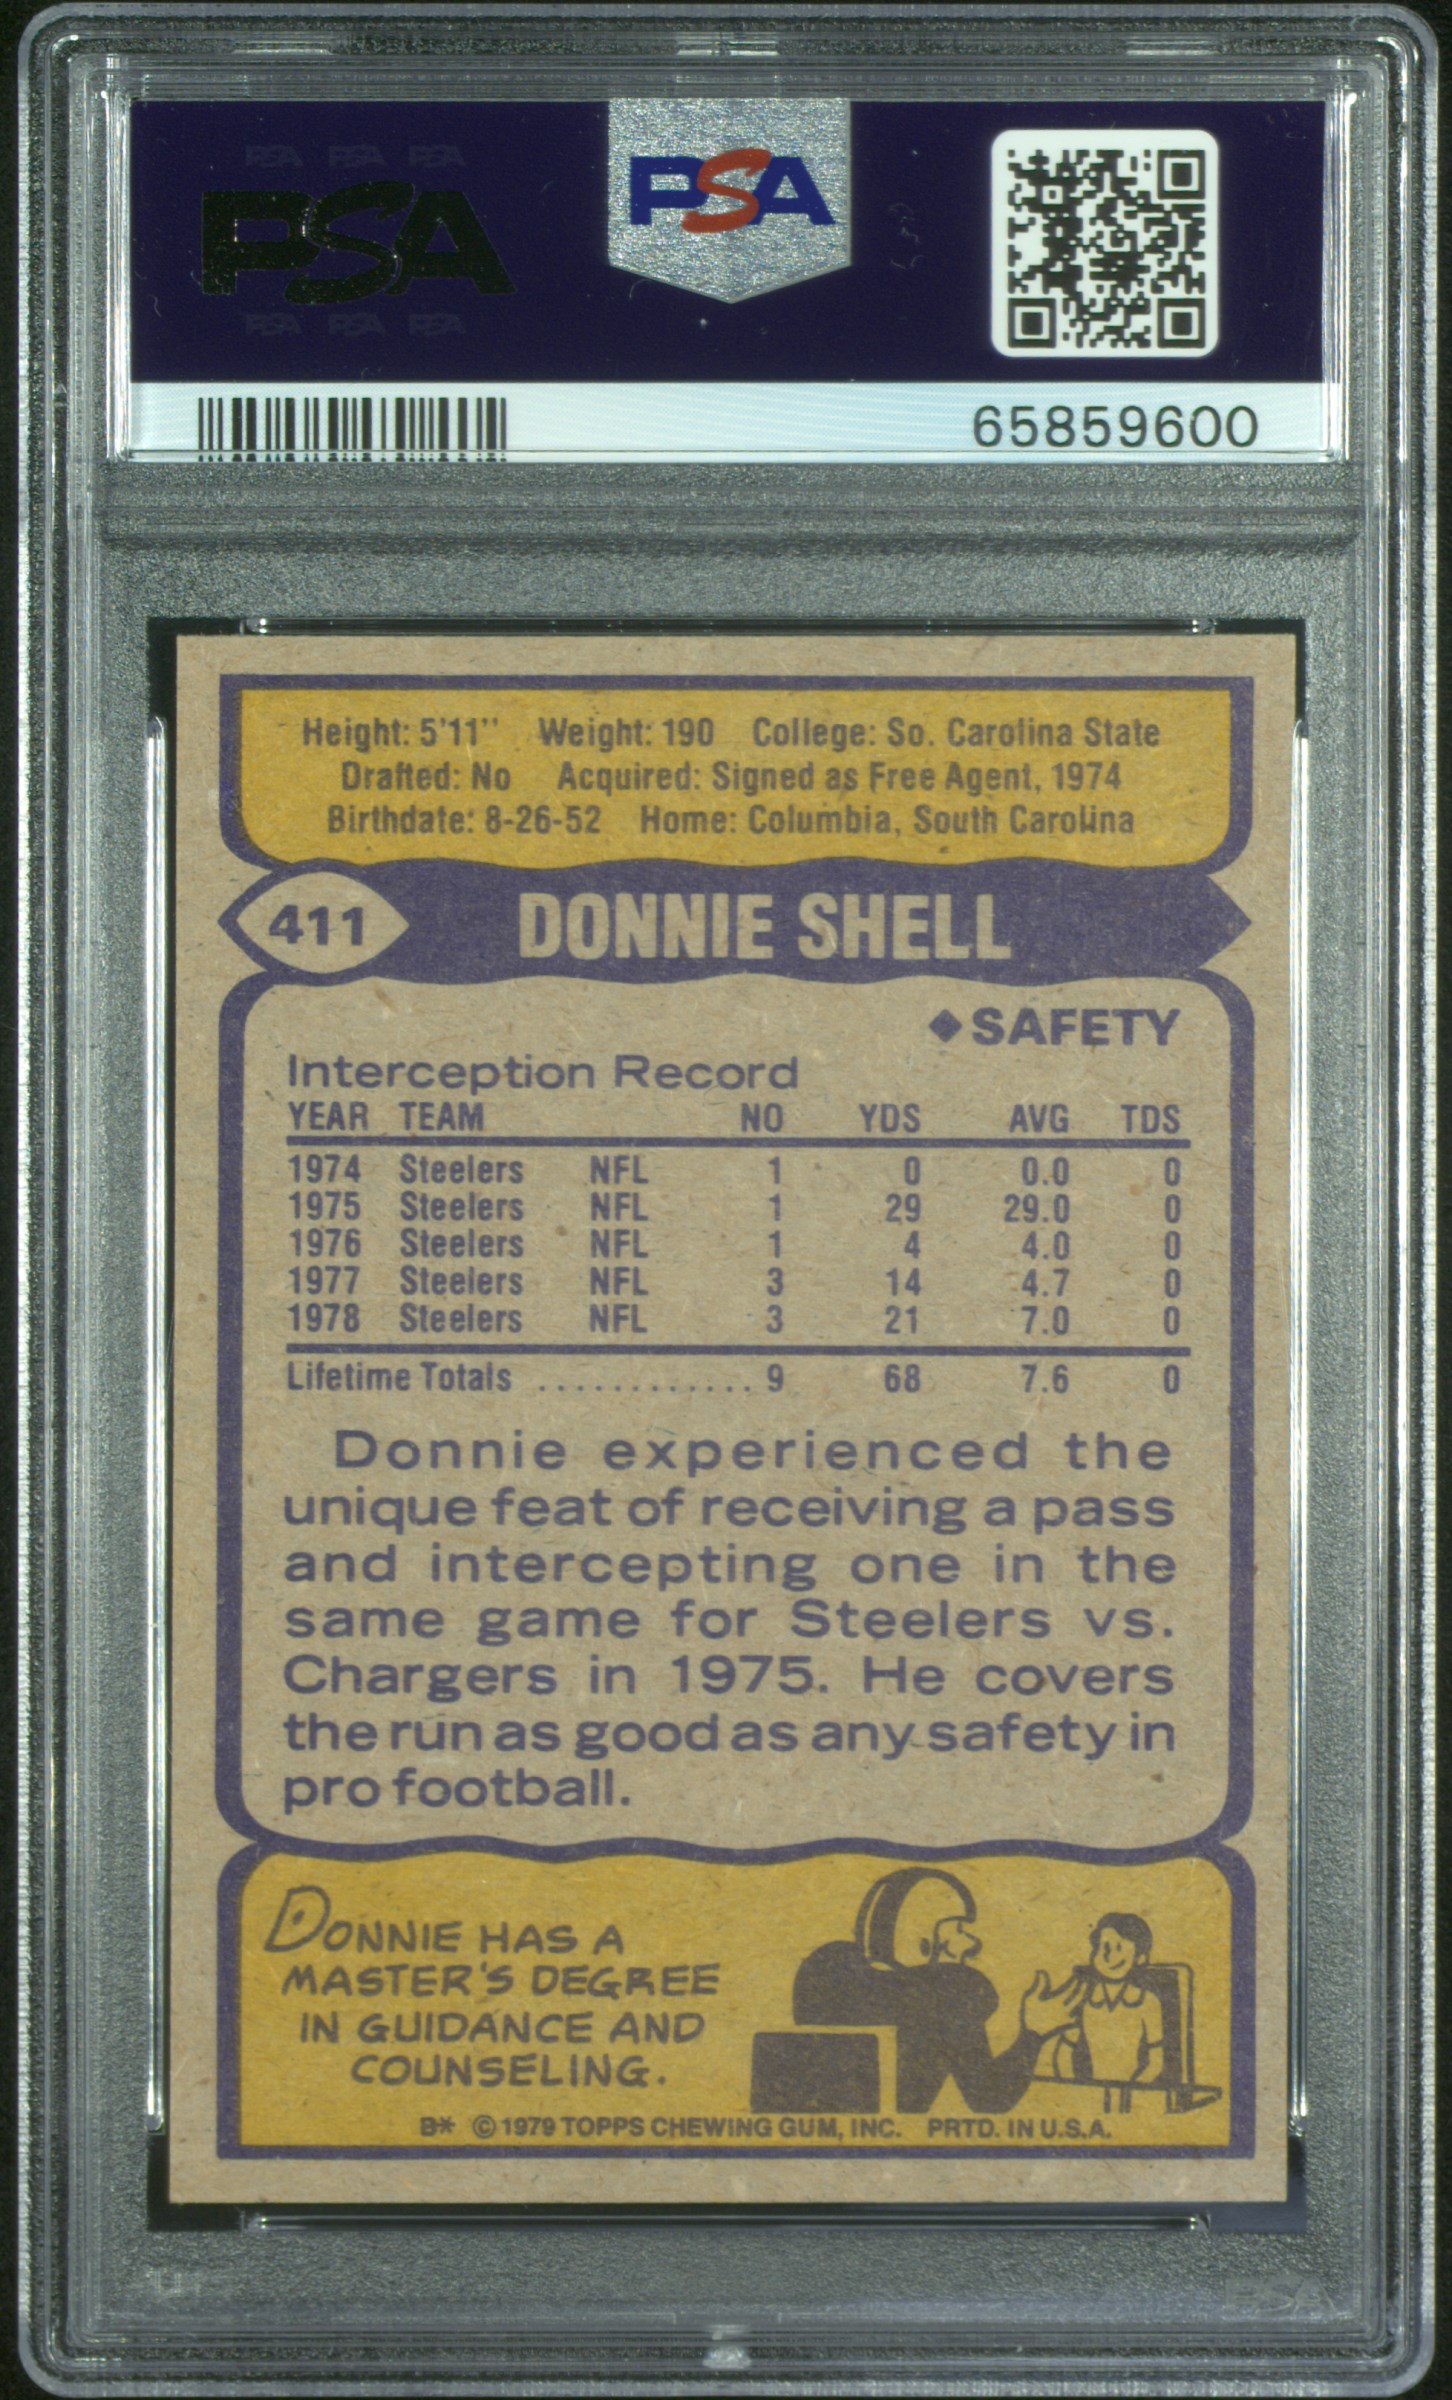 PSA PSA PSA
PSA
PSA PSA PSA
PSA
65859600
Height: 5'11'' Weight: 190 College: So. Carolina State
Drafted: No Acquired: Signed as Free Agent, 1974
Birthdate: 8-26-52 Home: Columbia, South Carolina
411 DONNIE SHELL
◆SAFETY
Interception Record
YEAR TEAM NO YDS AVG TDS
1974 Steelers NFL 1 0 0.0 0
1975 Steelers NFL 1 29 29.0 0
1976 Steelers NFL 1 4 4.0 0
1977 Steelers NFL 3 14 4.7 0
1978 Steelers NFL 3 21 7.0 0
Lifetime Totals ............. 9 68 7.6 0
Donnie experienced the
unique feat of receiving a pass
and intercepting one in the
same game for Steelers vs.
Chargers in 1975. He covers
the run as good as any safety in
pro football.
DONNIE HAS A
MASTER'S DEGREE
IN GUIDANCE AND
COUNSELING.
B* ©1979 TOPPS CHEWING GUM, INC. PRTD. IN U.S.A.
PSA